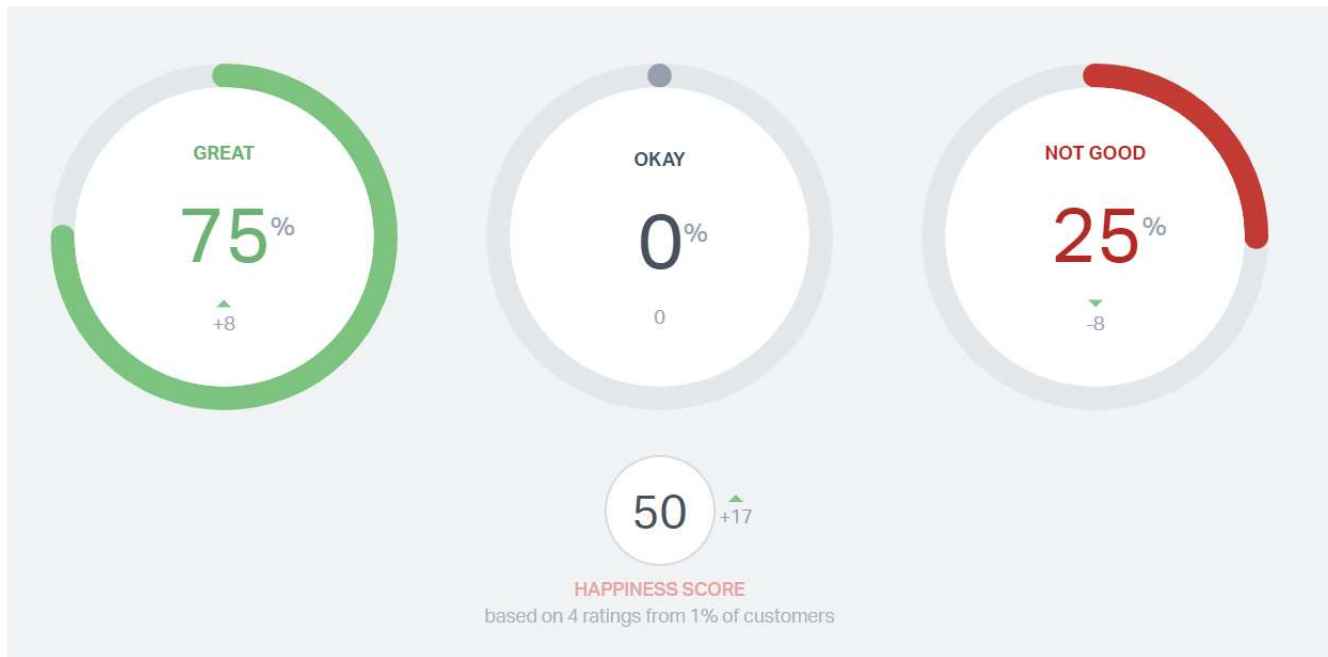 GREAT
75%
+8
OKAY
0%
0
NOT GOOD
25%
-8
50
+17
HAPPINESS SCORE
based on 4 ratings from 1% of customers